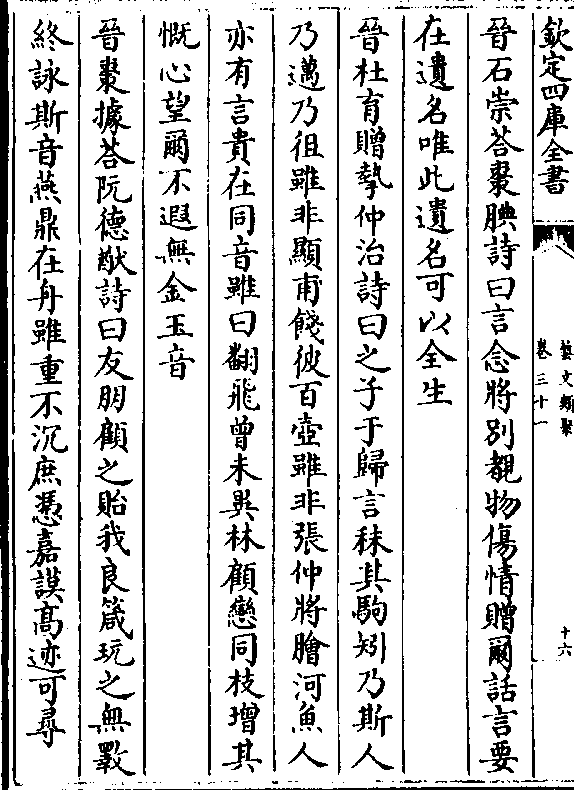 欽定四庫全書
藝文類聚
卷三十一
十六
晉石崇荅棗腆詩曰言念將別覩物傷情贈爾話言要
在遺名唯此遺名可以全生
晉杜育贈摯仲治詩曰之子于歸言秣其駒矧乃斯人
乃邁乃徂雖非顯甫餞彼百壺雖非張仲將膾河魚人
亦有言貴在同音雖曰翻飛曾未異林顧戀同枝增其
慨心望爾不遐無金玉音
晉棗據荅阮德猷詩曰友朋顧之貽我良箴玩之無斁
終詠斯音燕鼎在舟雖重不沉庶憑嘉謨高迹可尋